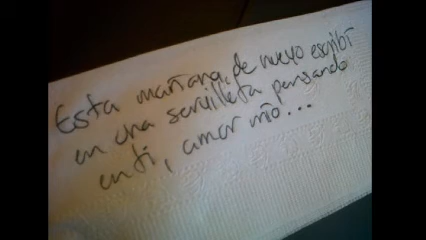 Esta mañana, de nuevo escribí
en una servilleta pensando
en ti, amor mío...